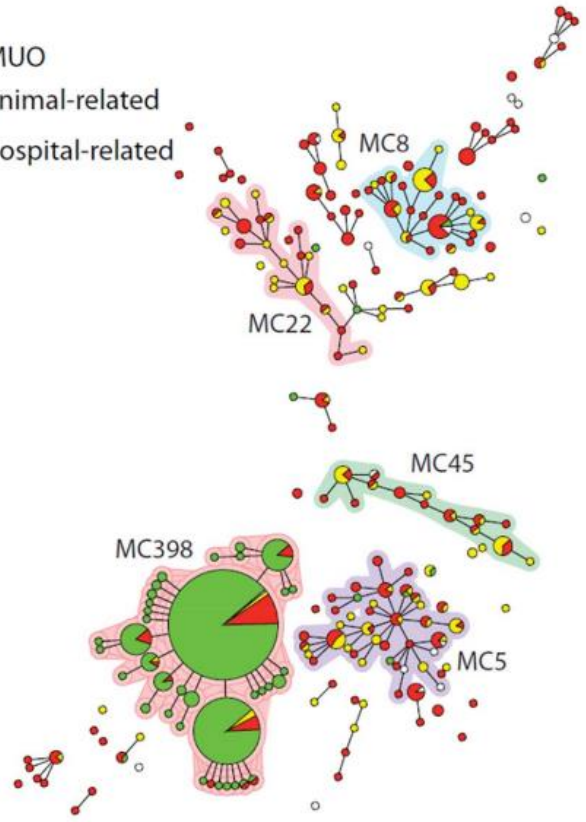 MUO
nimal-related
ospital-related
MC8
MC22
MC45
MC398
MC5